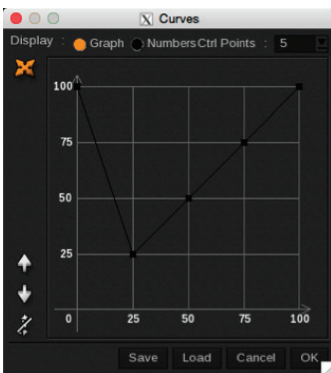 X Curves
Display : Graph Numbers Ctrl Points : 5
100
75
50
25
0 25 50 75 100
Save Load Cancel OK